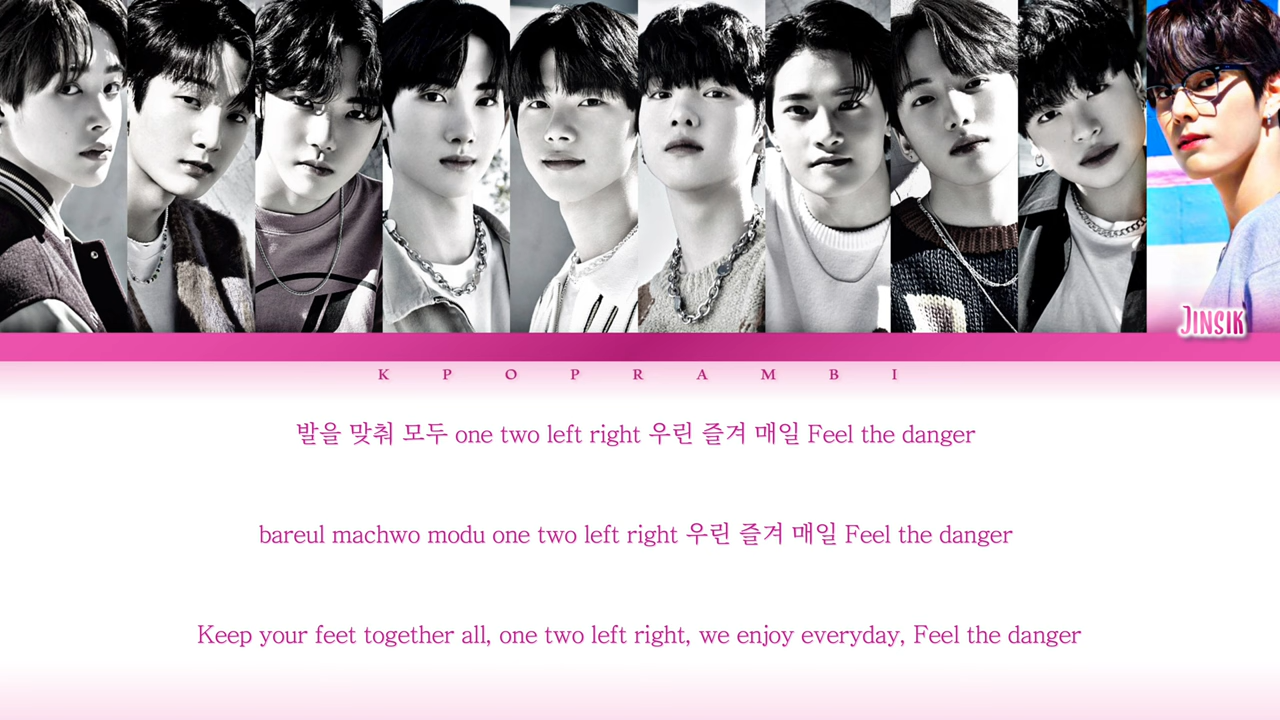 JINSIK
K P O P R A M B I
발을 맞춰 모두 one two left right 우린 즐겨 매일 Feel the danger
bareul machwo modu one two left right 우린 즐겨 매일 Feel the danger
Keep your feet together all, one two left right, we enjoy everyday, Feel the danger